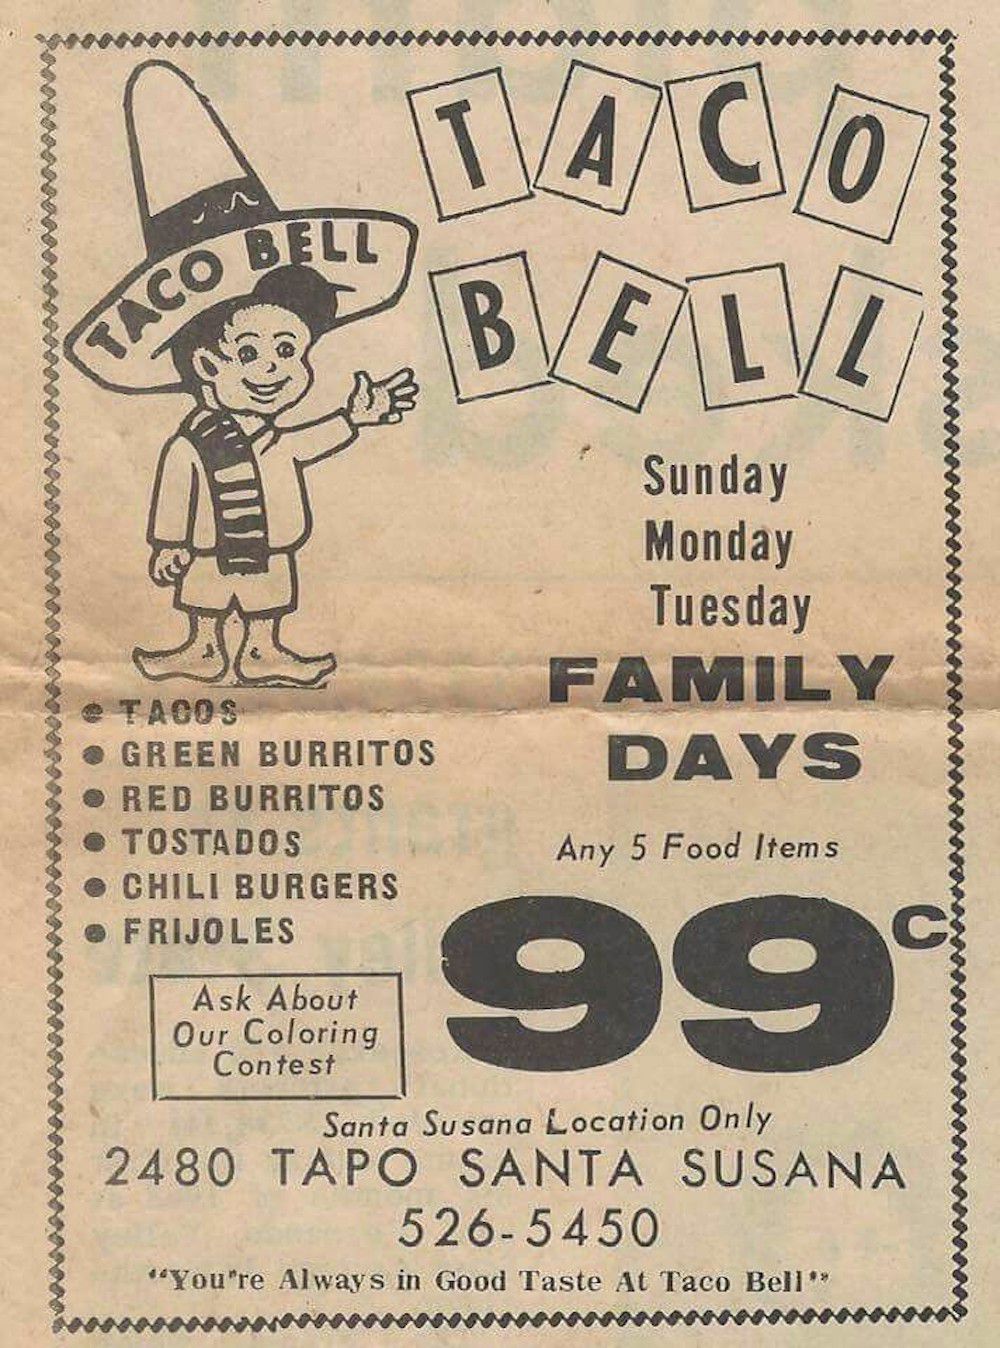 TACO BELL
TACO
BELL
Sunday
Monday
Tuesday
FAMILY
DAYS
• TACOS
• GREEN BURRITOS
• RED BURRITOS
• TOSTADOS
• CHILI BURGERS
• FRIJOLES
Any 5 Food Items
99c
Ask About
Our Coloring
Contest
Santa Susana Location Only
2480 TAPO SANTA SUSANA
526-5450
"You"re Always in Good Taste At Taco Bell"